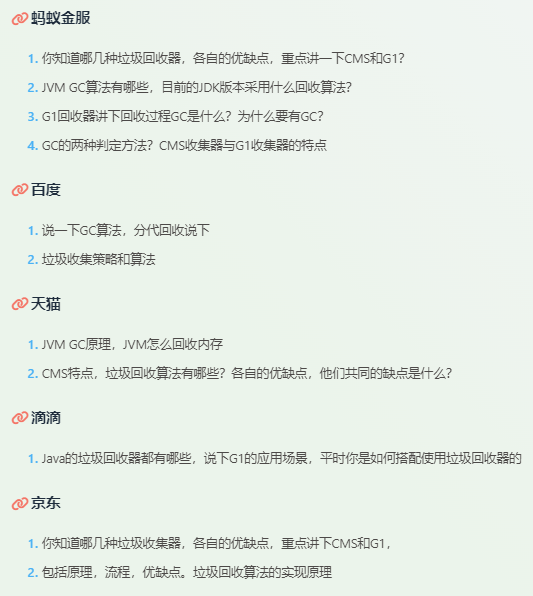 蚂蚁金服
1. 你知道哪几种垃圾回收器，各自的优缺点，重点讲一下CMS和G1？
2. JVM GC算法有哪些，目前的JDK版本采用什么回收算法？
3. G1回收器讲下回收过程GC是什么？为什么要有GC？
4. GC的两种判定方法？CMS收集器与G1收集器的特点
百度
1. 说一下GC算法，分代回收说下
2. 垃圾收集策略和算法
天猫
1. JVM GC原理，JVM怎么回收内存
2. CMS特点，垃圾回收算法有哪些？各自的优缺点，他们共同的缺点是什么？
滴滴
1. Java的垃圾回收器都有哪些，说下G1的应用场景，平时你是如何搭配使用垃圾回收器的
京东
1. 你知道哪几种垃圾收集器，各自的优缺点，重点讲下CMS和G1，
2. 包括原理，流程，优缺点。垃圾回收算法的实现原理